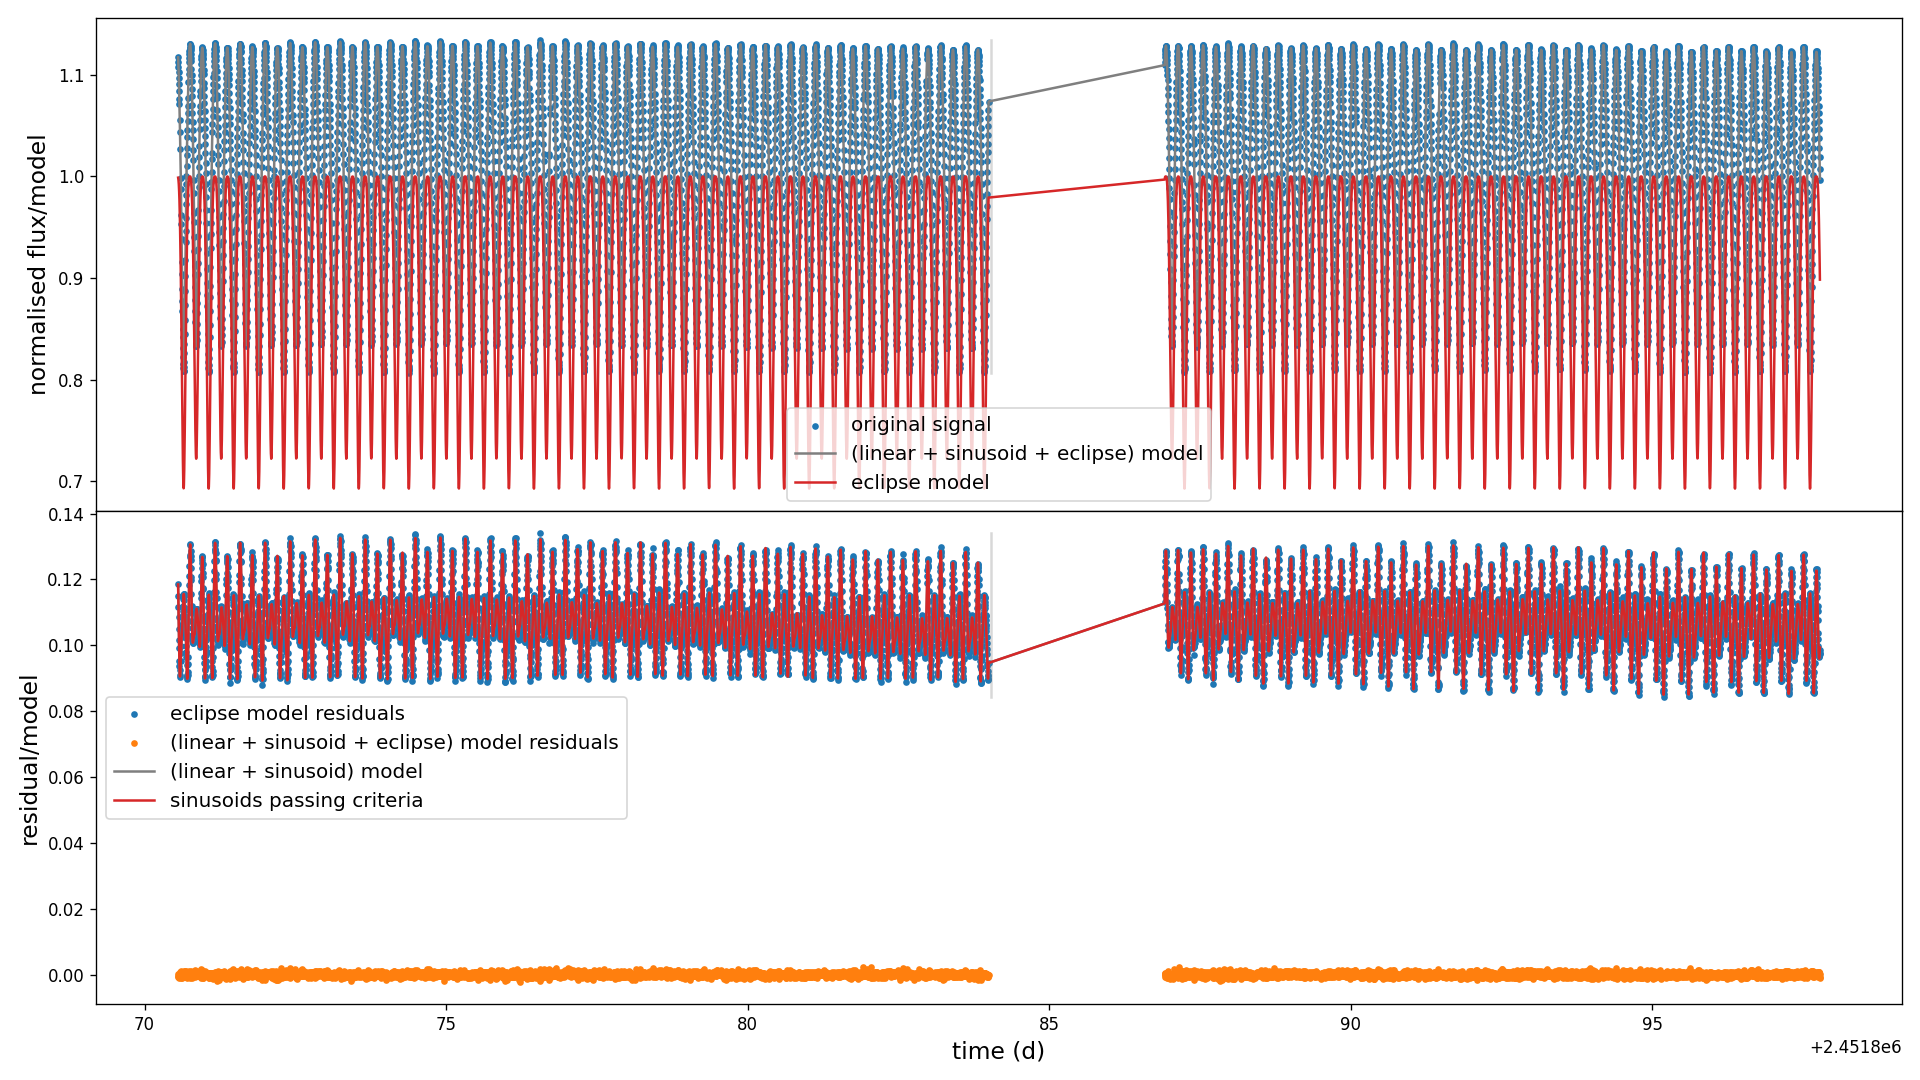 normalised flux/model
1.1
1.0
0.9
0.8
0.7
original signal
(linear + sinusoid + eclipse) model
eclipse model
residual/model
0.14
0.12
0.10
0.08
0.06
0.04
0.02
0.00
eclipse model residuals
(linear + sinusoid + eclipse) model residuals
(linear + sinusoid) model
sinusoids passing criteria
70 75 80 85 90 95
time (d)
+2.4518e6